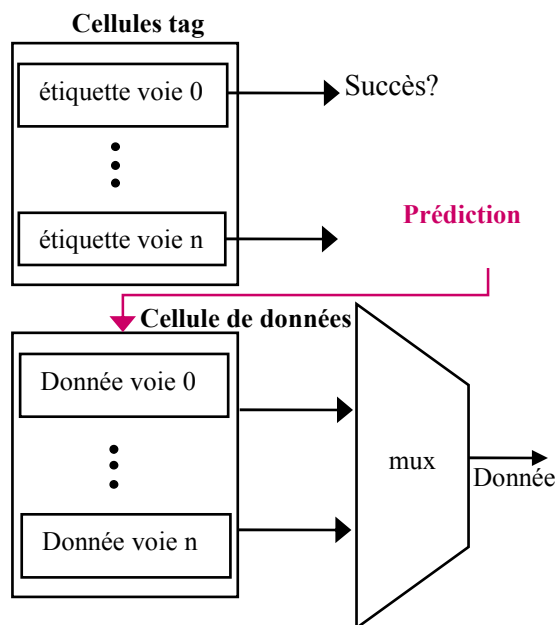 Cellules tag
étiquette voie 0
Succès?
étiquette voie n
Prédiction
Cellule de données
Donnée voie 0
mux
Donnée
Donnée voie n